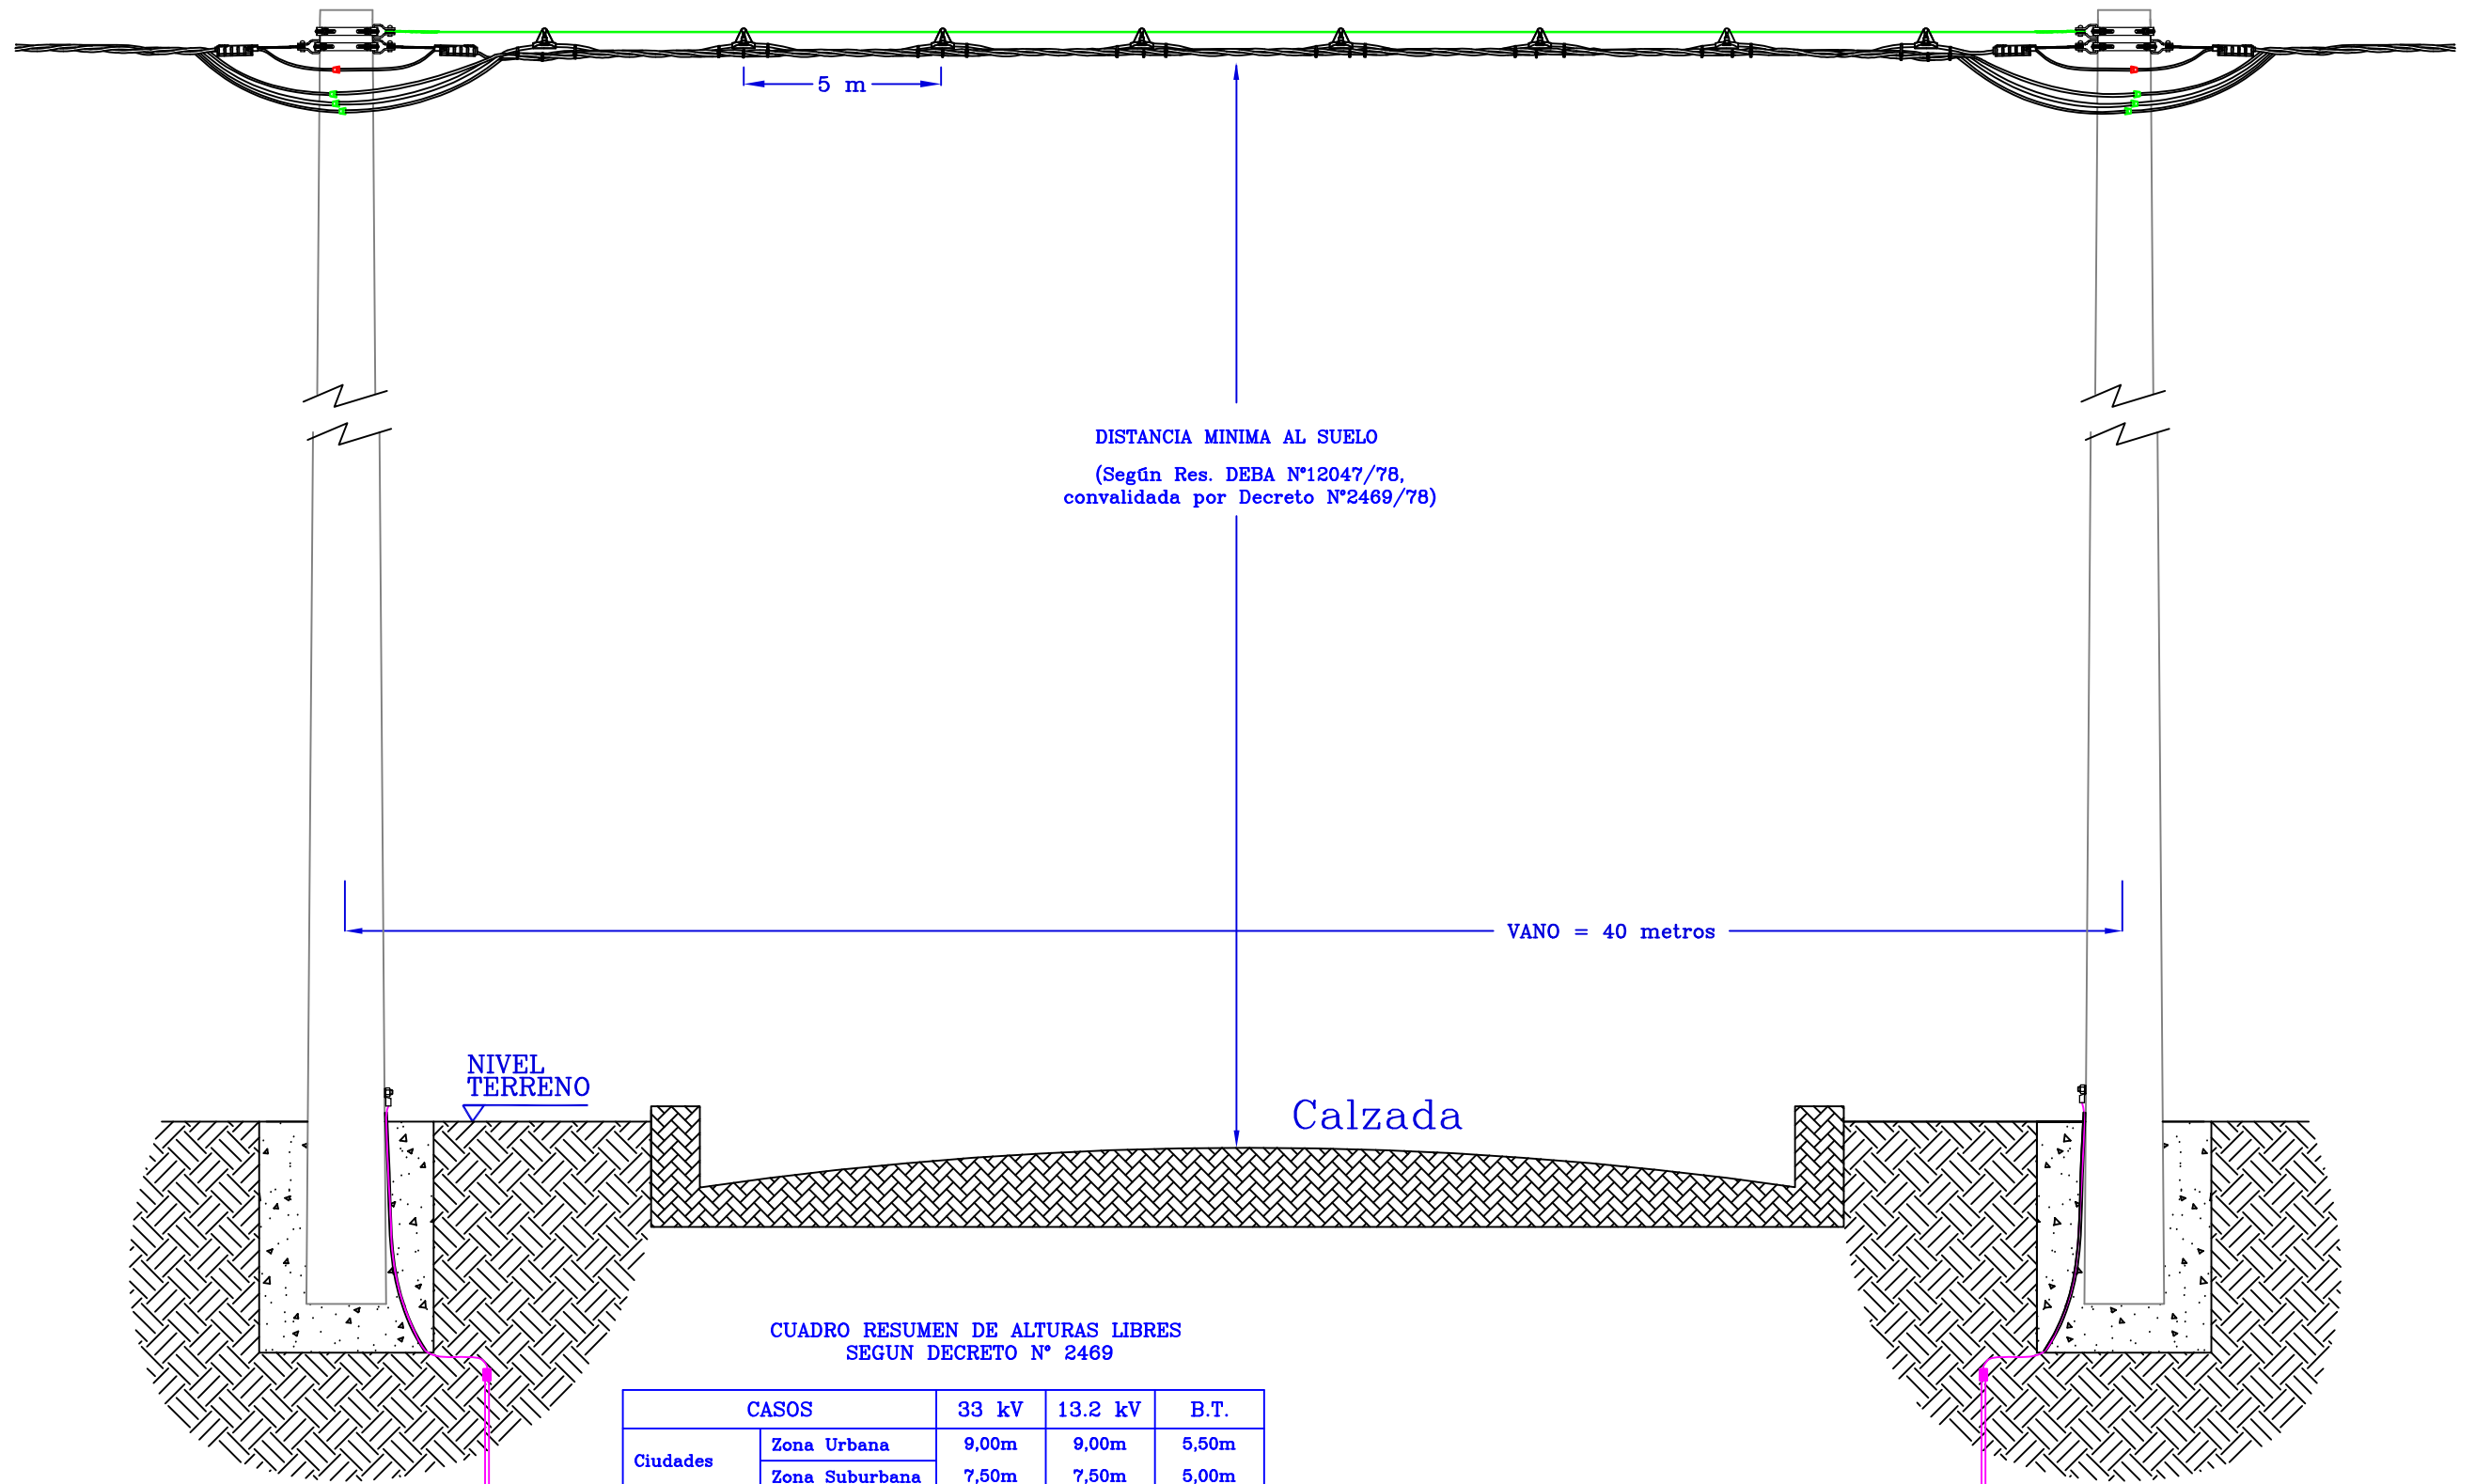 5 m
DISTANCIA MINIMA AL SUELO
(Según Res. DEBA N°12047/78,
convalidada por Decreto N°2469/78)
VANO = 40 metros
NIVEL
TERRENO
Calzada
CUADRO RESUMEN DE ALTURAS LIBRES
SEGUN DECRETO N° 2469
CASOS 33 kV 13.2 kV B.T.
Ciudades
Zona Urbana 9,00m 9,00m 5,50m
Zona Suburbana 7,50m 7,50m 5,00m